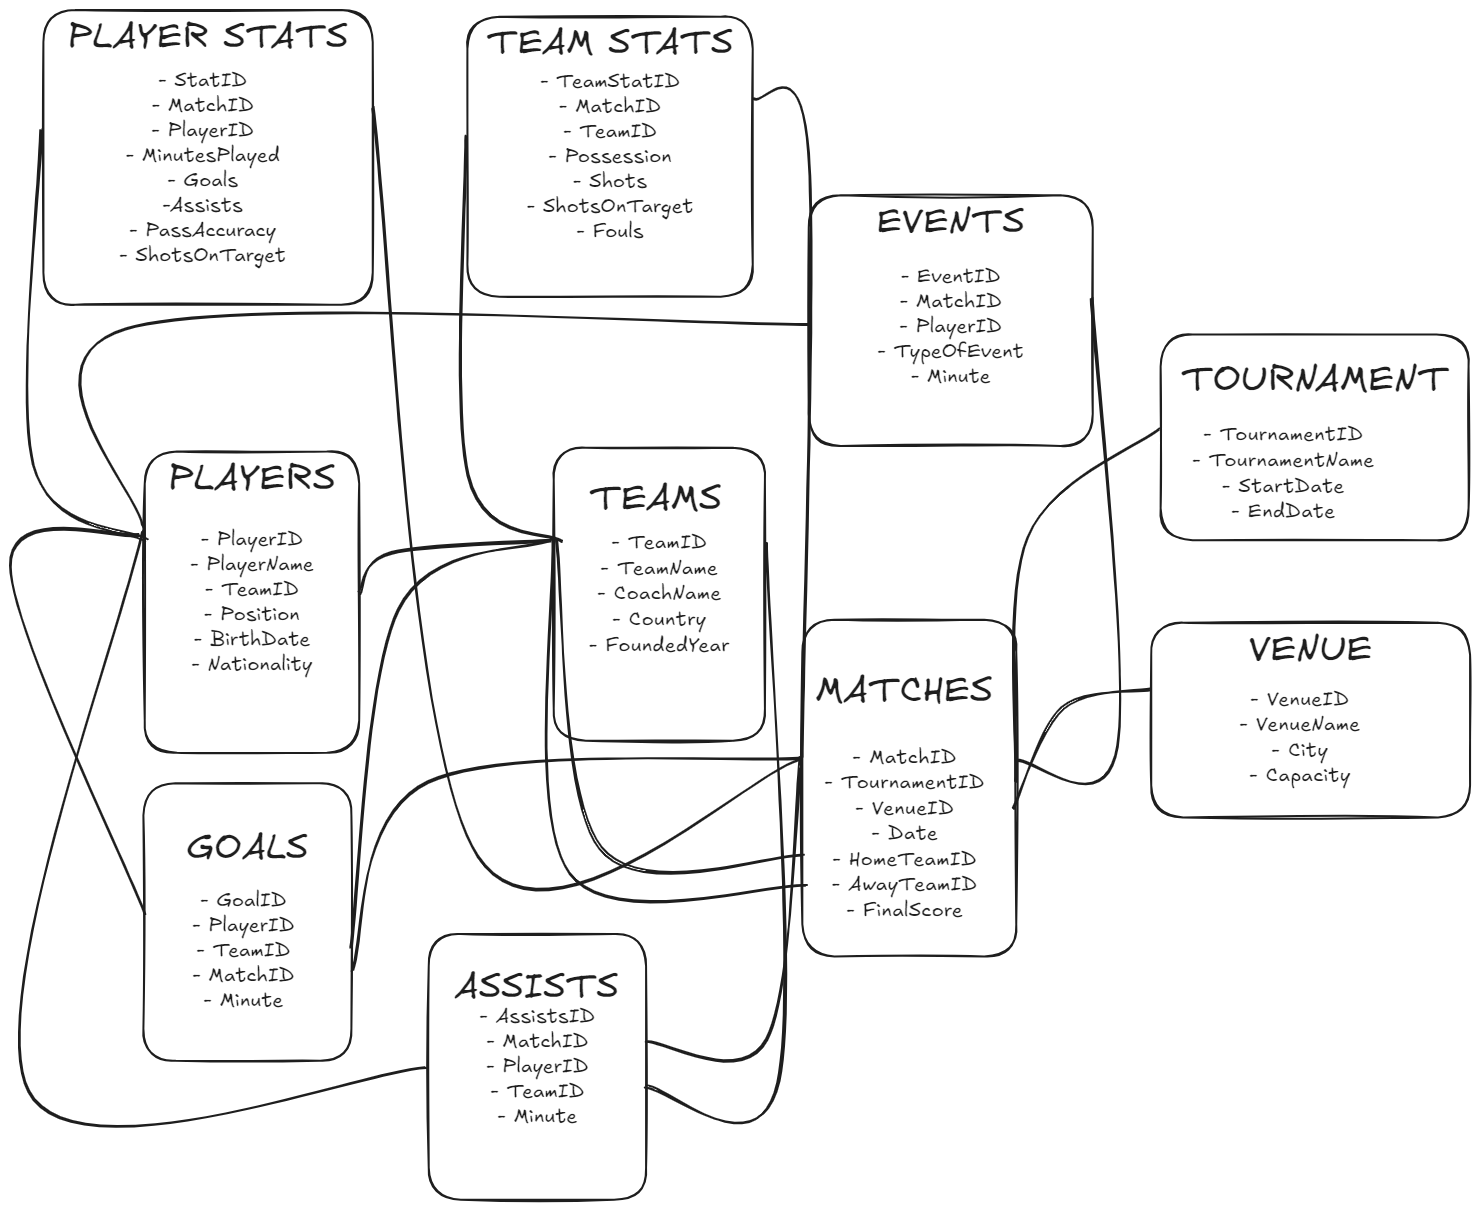 PLAYER STATS
- StatID
- MatchID
- PlayerID
- MinutesPlayed
- Goals
-Assists
- PassAccuracy
- ShotsOnTarget
TEAM STATS
- TeamStatID
- MatchID
- TeamID
- Possession
- Shots
- ShotsOnTarget
- Fouls
EVENTS
- EventID
- MatchID
- PlayerID
- TypeOfEvent
- Minute
TOURNAMENT
- TournamentID
- TournamentName
- StartDate
- EndDate
PLAYERS
- PlayerID
- PlayerName
- TeamID
- Position
- BirthDate
- Nationality
TEAMS
- TeamID
- TeamName
- CoachName
- Country
- FoundedYear
MATCHES
- MatchID
- TournamentID
- VenueID
- Date
- HomeTeamID
- AwayTeamID
- FinalScore
VENUE
- VenueID
- VenueName
- City
- Capacity
GOALS
- GoalID
- PlayerID
- TeamID
- MatchID
- Minute
ASSISTS
- AssistsID
- MatchID
- PlayerID
- TeamID
- Minute